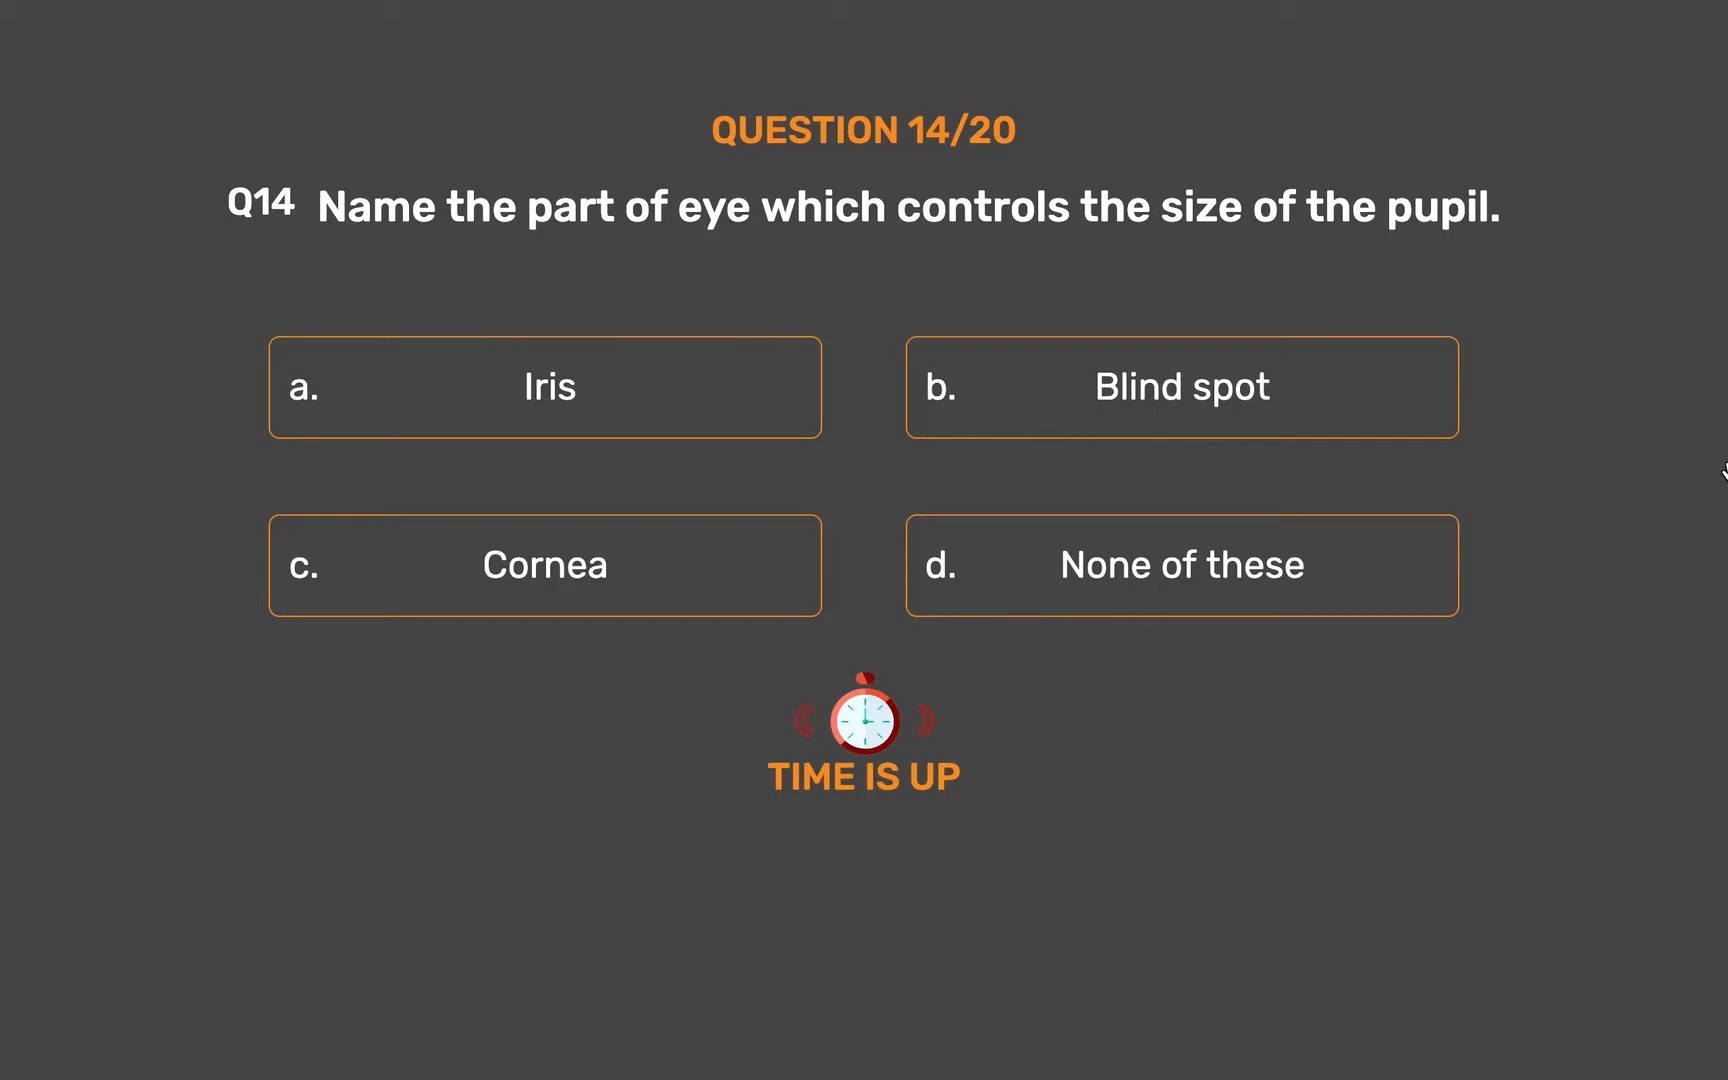 QUESTION 14/20
Q14 Name the part of eye which controls the size of the pupil.
a. Iris
b. Blind spot
c. Cornea
d. None of these
TIME IS UP